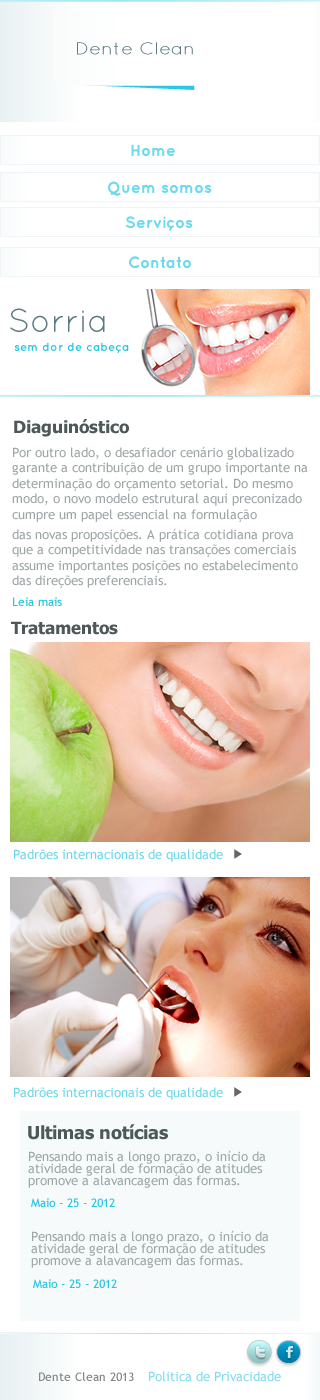 Dente Clean
Home
Quem somos
Serviços
Contato
Sorria
sem dor de cabeça
Diaguinóstico
Por outro lado, o desafiador cenário globalizado
garante a contribuição de um grupo importante na
determinação do orçamento setorial. Do mesmo
modo, o novo modelo estrutural aqui preconizado
cumpre um papel essencial na formulação
das novas proposições. A prática cotidiana prova
que a competitividade nas transações comerciais
assume importantes posições no estabelecimento
das direções preferenciais.
Leia mais
Tratamentos
Padrões internacionais de qualidade
Padrões internacionais de qualidade
Ultimas notícias
Pensando mais a longo prazo, o início da
atividade geral de formação de atitudes
promove a alavancagem das formas.
Maio - 25 - 2012
Pensando mais a longo prazo, o início da
atividade geral de formação de atitudes
promove a alavancagem das formas.
Maio - 25 - 2012
Dente Clean 2013 Politica de Privacidade